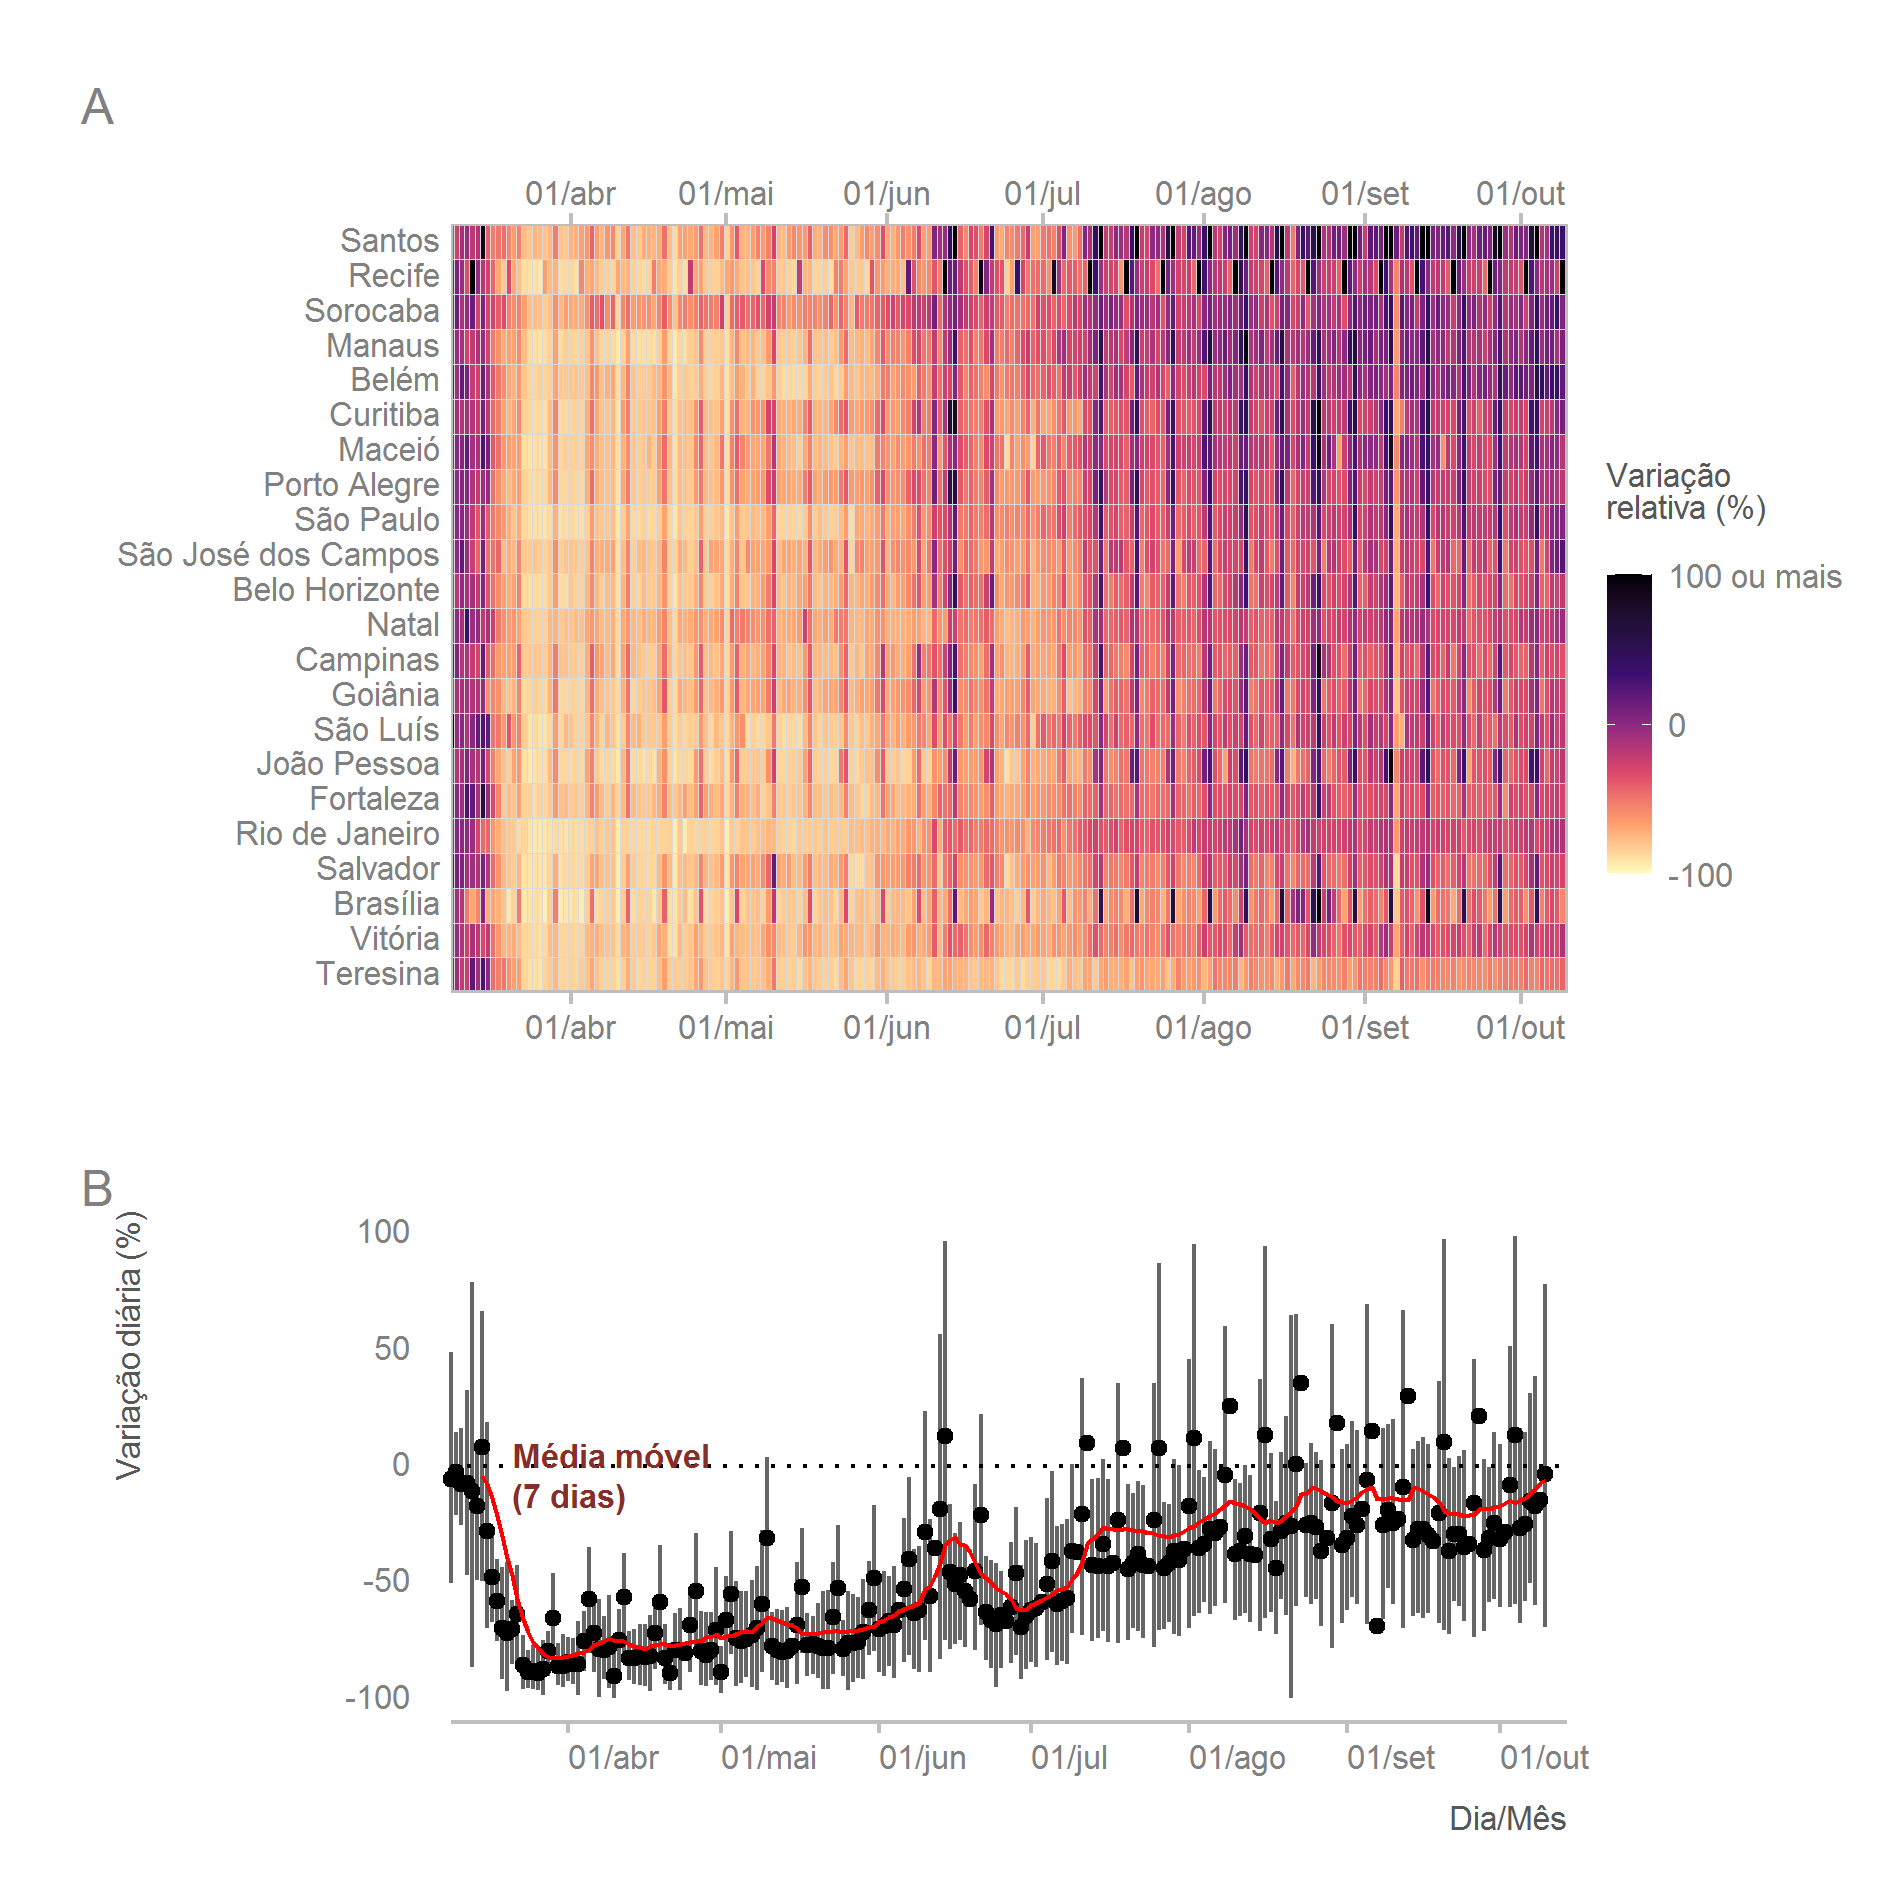 A
01/abr 01/mai 01/jun 01/jul 01/ago 01/set 01/out
Santos
Recife
Sorocaba
Manaus
Belém
Curitiba
Maceió
Porto Alegre
São Paulo
São José dos Campos
Belo Horizonte
Natal
Campinas
Goiânia
São Luís
João Pessoa
Fortaleza
Rio de Janeiro
Salvador
Brasília
Vitória
Teresina
01/abr 01/mai 01/jun 01/jul 01/ago 01/set 01/out
Variação
relativa (%)
100 ou mais
0
-100
B
Variação diária (%)
100
50
0
-50
-100
Média móvel
(7 dias)
01/abr 01/mai 01/jun 01/jul 01/ago 01/set 01/out
Dia/Mês